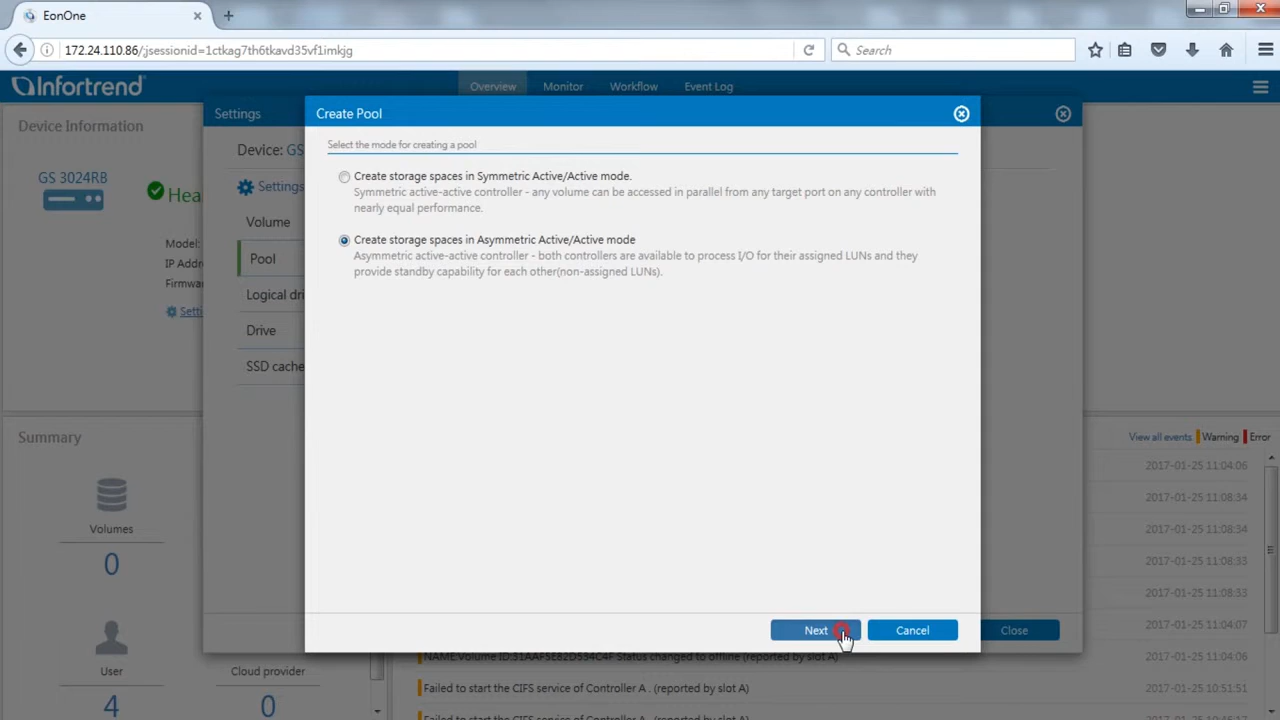 EonOne
172.24.110.86/;jsessionid=1ctkag7th6tkavd35vf1imkjg
Search
Infortrend
Overview
Monitor
Workflow
Event Log
Device Information
Settings
Create Pool
Select the mode for creating a pool
Device: GS
GS 3024RB
Create storage spaces in Symmetric Active/Active mode.
Symmetric active-active controller - any volume can be accessed in parallel from any target port on any controller with
nearly equal performance.
Settings
Volume
Create storage spaces in Asymmetric Active/Active mode
Asymmetric active-active controller - both controllers are available to process I/O for their assigned LUNs and they
provide standby capability for each other(non-assigned LUNs).
Model:
IP Addr
Firmwa
Setti
Pool
Logical dri
Drive
SSD cache
Summary
View all events
Warning
Error
2017-01-25 11:04:06
2017-01-25 11:08:34
2017-01-25 11:08:34
2017-01-25 11:08:33
2017-01-25 11:08:33
2017-01-25 11:04:07
2017-01-25 11:04:06
2017-01-25 10:51:51
Volumes
0
User
4
Cloud provider
0
Next
Cancel
Close
NAME:Volume ID:31AAF5E82D534C4F Status changed to offline (reported by slot A)
Failed to start the CIFS service of Controller A . (reported by slot A)